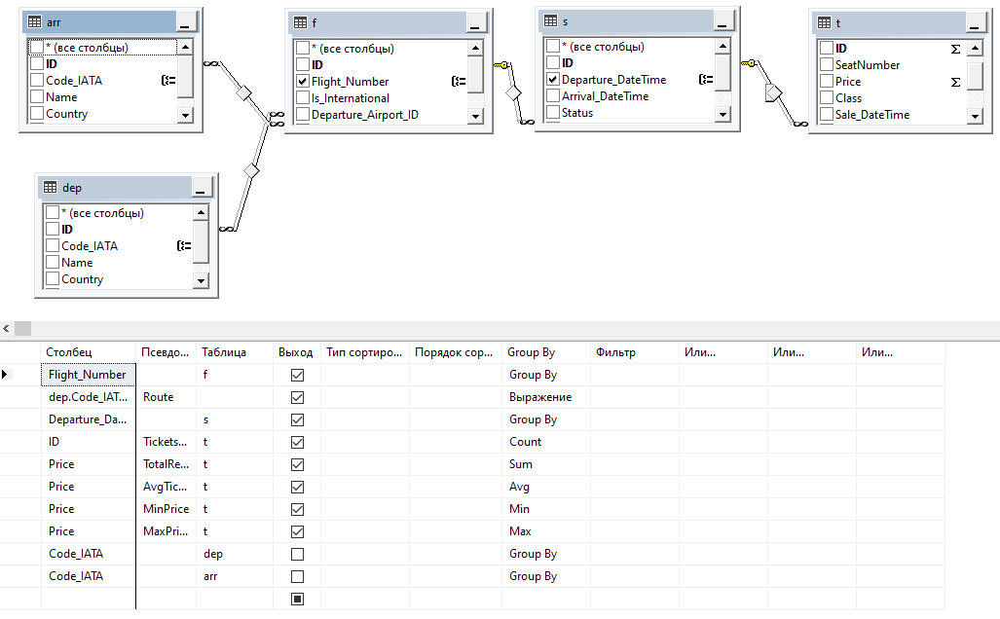 arr
* (все столбцы)
ID
Code_IATA
Name
Country
f
* (все столбцы)
ID
Flight_Number
Is_International
Departure_Airport_ID
s
* (все столбцы)
ID
Departure_DateTime
Arrival_DateTime
Status
t
ID
SeatNumber
Price
Class
Sale_DateTime
dep
* (все столбцы)
ID
Code_IATA
Name
Country
Столбец Псевдо... Таблица Выход Тип сортиро... Порядок сор... Group By Фильтр Или... Или... Или...
Flight_Number f Group By
dep.Code_IAT... Route Выражение
Departure_Da... s Group By
ID Tickets... t Count
Price TotalRe... t Sum
Price AvgTic... t Avg
Price MinPrice t Min
Price MaxPri... t Max
Code_IATA dep Group By
Code_IATA arr Group By